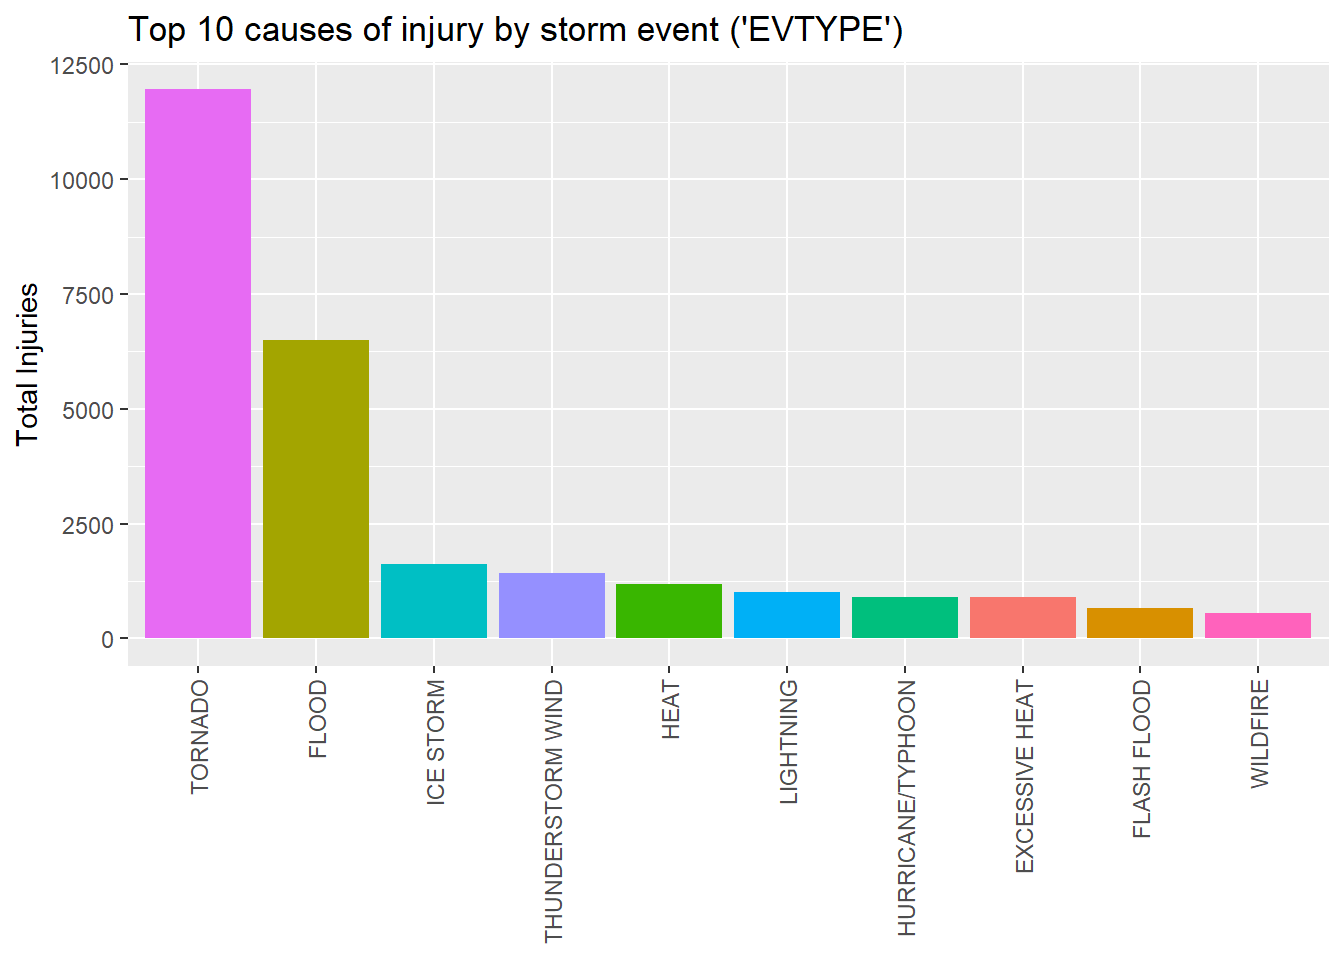 Top 10 causes of injury by storm event ('EVTYPE')
Total Injuries
12500
10000
7500
5000
2500
0
TORNADO
FLOOD
ICE STORM
THUNDERSTORM WIND
HEAT
LIGHTNING
HURRICANE/TYPHOON
EXCESSIVE HEAT
FLASH FLOOD
WILDFIRE